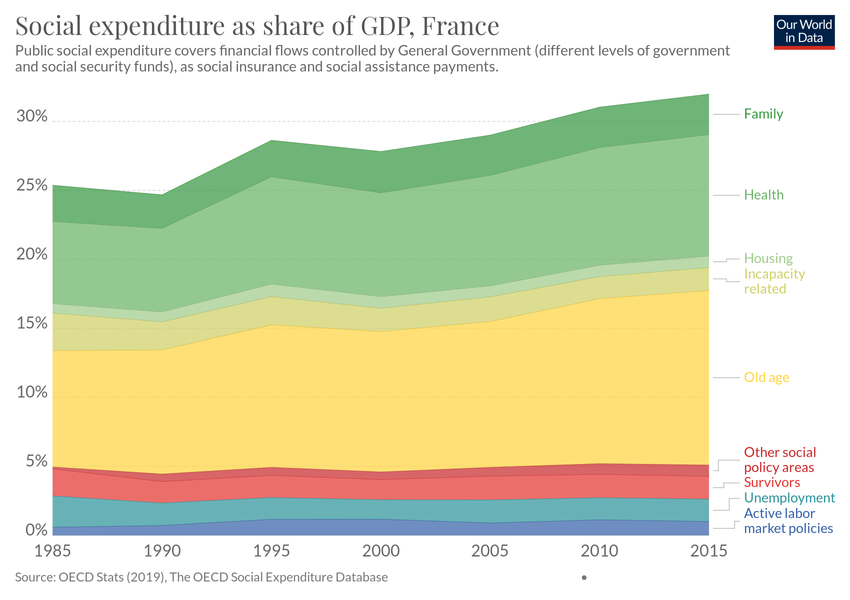 Social expenditure as share of GDP, France
Our World
in Data
Public social expenditure covers financial flows controlled by General Government (different levels of government
and social security funds), as social insurance and social assistance payments.
30%
25%
20%
15%
10%
5%
0%
Family
Health
Housing
Incapacity
related
Old age
Other social
policy areas
Survivors
Unemployment
Active labor
market policies
1985 1990 1995 2000 2005 2010 2015
Source: OECD Stats (2019), The OECD Social Expenditure Database
•